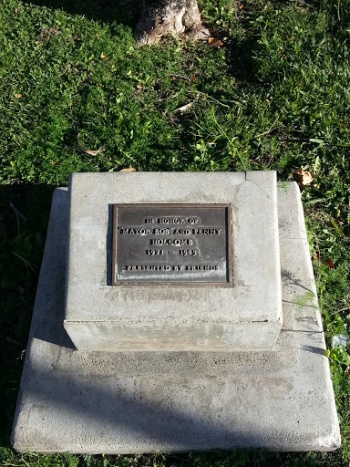 IN HONOR OF
MAYOR BOB AND PENNY
HOLCOMB
PRESENTED BY FRIENDS